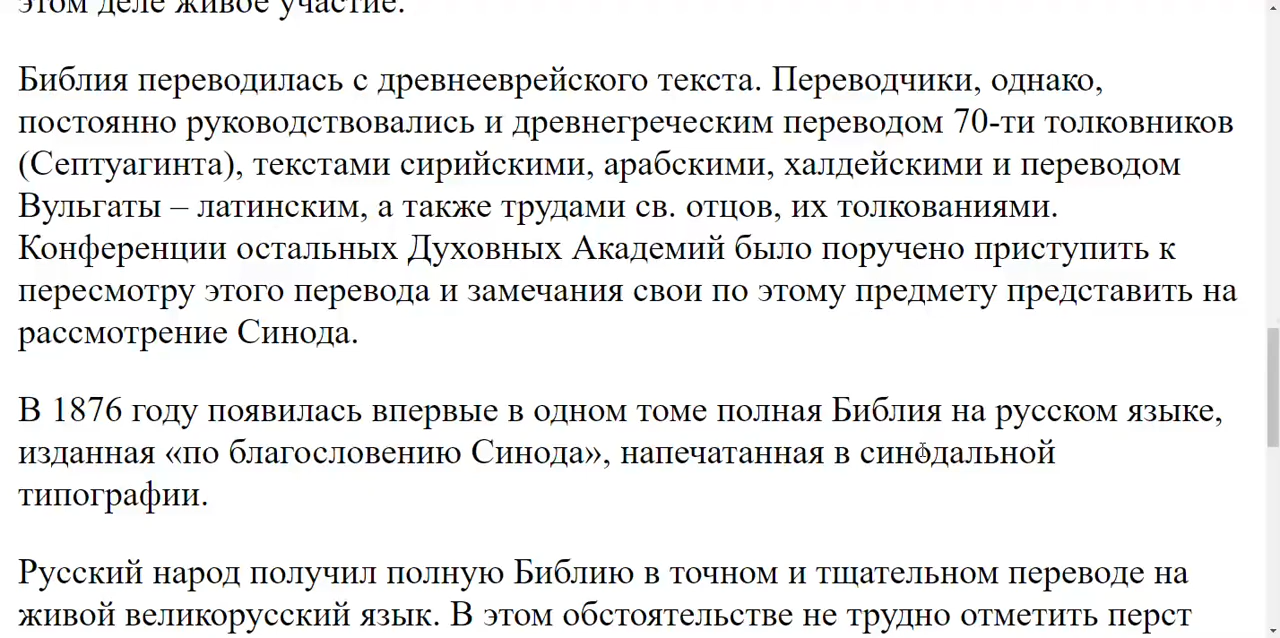 этом деле живое участие.
Библия переводилась с древнееврейского текста. Переводчики, однако,
постоянно руководствовались и древнегреческим переводом 70-ти толковников
(Септуагинта), текстами сирийскими, арабскими, халдейскими и переводом
Вульгаты – латинским, а также трудами св. отцов, их толкованиями.
Конференции остальных Духовных Академий было поручено приступить к
пересмотру этого перевода и замечания свои по этому предмету представить на
рассмотрение Синода.
В 1876 году появилась впервые в одном томе полная Библия на русском языке,
изданная «по благословению Синода», напечатанная в синодальной
типографии.
Русский народ получил полную Библию в точном и тщательном переводе на
живой великорусский язык. В этом обстоятельстве не трудно отметить перст